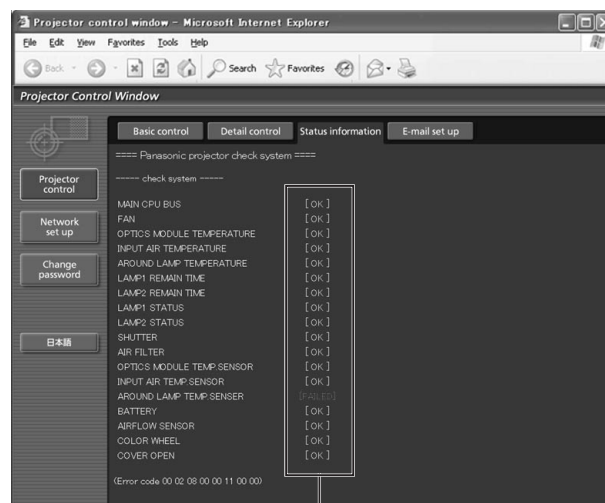 Projector control window – Microsoft Internet Explorer
File Edit View Favorites Tools Help
Back Search Favorites
Projector Control Window
Basic control Detail control Status information E-mail set up
==== Panasonic projector check system ====
Projector control
----- check system -----
MAIN CPU BUS [ OK ]
Network set up
FAN [ OK ]
OPTICS MODULE TEMPERATURE [ OK ]
INPUT AIR TEMPERATURE [ OK ]
Change password
AROUND LAMP TEMPERATURE [ OK ]
LAMP1 REMAIN TIME [ OK ]
LAMP2 REMAIN TIME [ OK ]
LAMP1 STATUS [ OK ]
LAMP2 STATUS [ OK ]
日本語
SHUTTER [ OK ]
AIR FILTER [ OK ]
OPTICS MODULE TEMP.SENSOR [ OK ]
INPUT AIR TEMP.SENSOR [ OK ]
AROUND LAMP TEMP.SENSER [FAILED]
BATTERY [ OK ]
AIRFLOW SENSOR [ OK ]
COLOR WHEEL [ OK ]
COVER OPEN [ OK ]
(Error code 00 02 08 00 00 11 00 00)